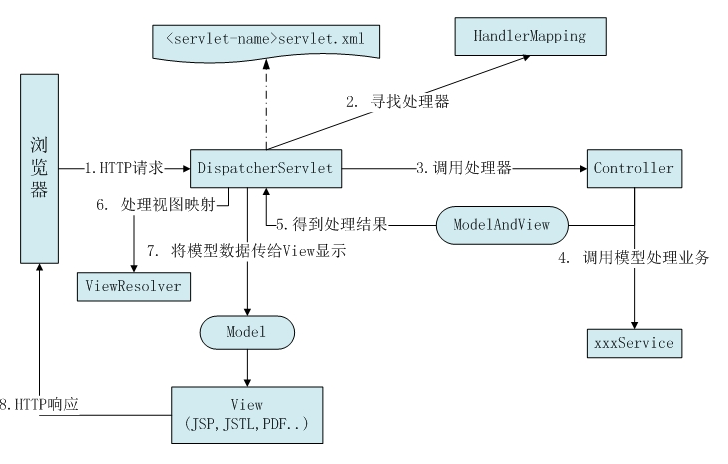 <servlet-name>servlet.xml
HandlerMapping
2. 寻找处理器
浏览器
1.HTTP请求
DispatcherServlet
3.调用处理器
Controller
6. 处理视图映射
5.得到处理结果
ModelAndView
7. 将模型数据传给View显示
4. 调用模型处理业务
ViewResolver
Model
xxxService
8.HTTP响应
View
(JSP,JSTL,PDF..)